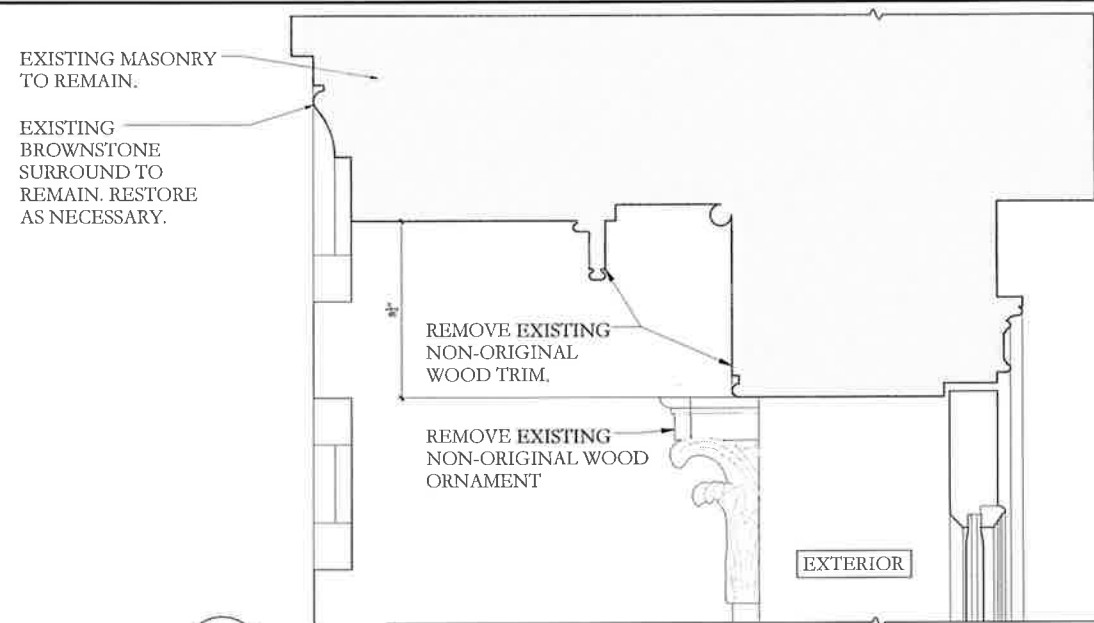 EXISTING MASONRY
TO REMAIN.
EXISTING
BROWNSTONE
SURROUND TO
REMAIN. RESTORE
AS NECESSARY.
REMOVE EXISTING
NON-ORIGINAL
WOOD TRIM.
REMOVE EXISTING
NON-ORIGINAL WOOD
ORNAMENT
EXTERIOR